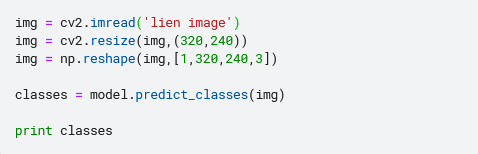 img = cv2.imread('lien image')
img = cv2.resize(img,(320,240))
img = np.reshape(img,[1,320,240,3])
classes = model.predict_classes(img)
print classes